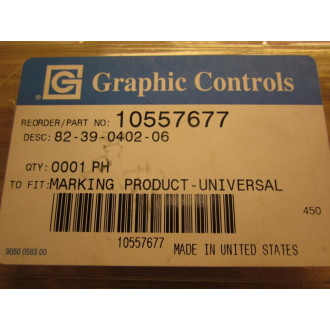 G Graphic Controls
REORDER/PART NO: 10557677
DESC: 82-39-0402-06
QTY: 0001 PH
TO FIT: MARKING PRODUCT-UNIVERSAL
450
10557677 MADE IN UNITED STATES
9050 0563 00